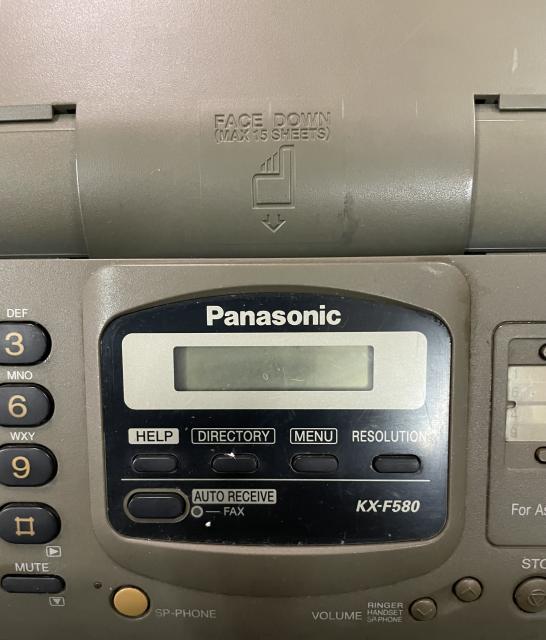 FACE DOWN
(MAX 15 SHEETS)
Panasonic
DEF
3
MNO
6
WXY
9
HELP DIRECTORY MENU RESOLUTION
AUTO RECEIVE
FAX
KX-F580
For As
MUTE
SP-PHONE
VOLUME
RINGER
HANDSET
SP-PHONE
STO